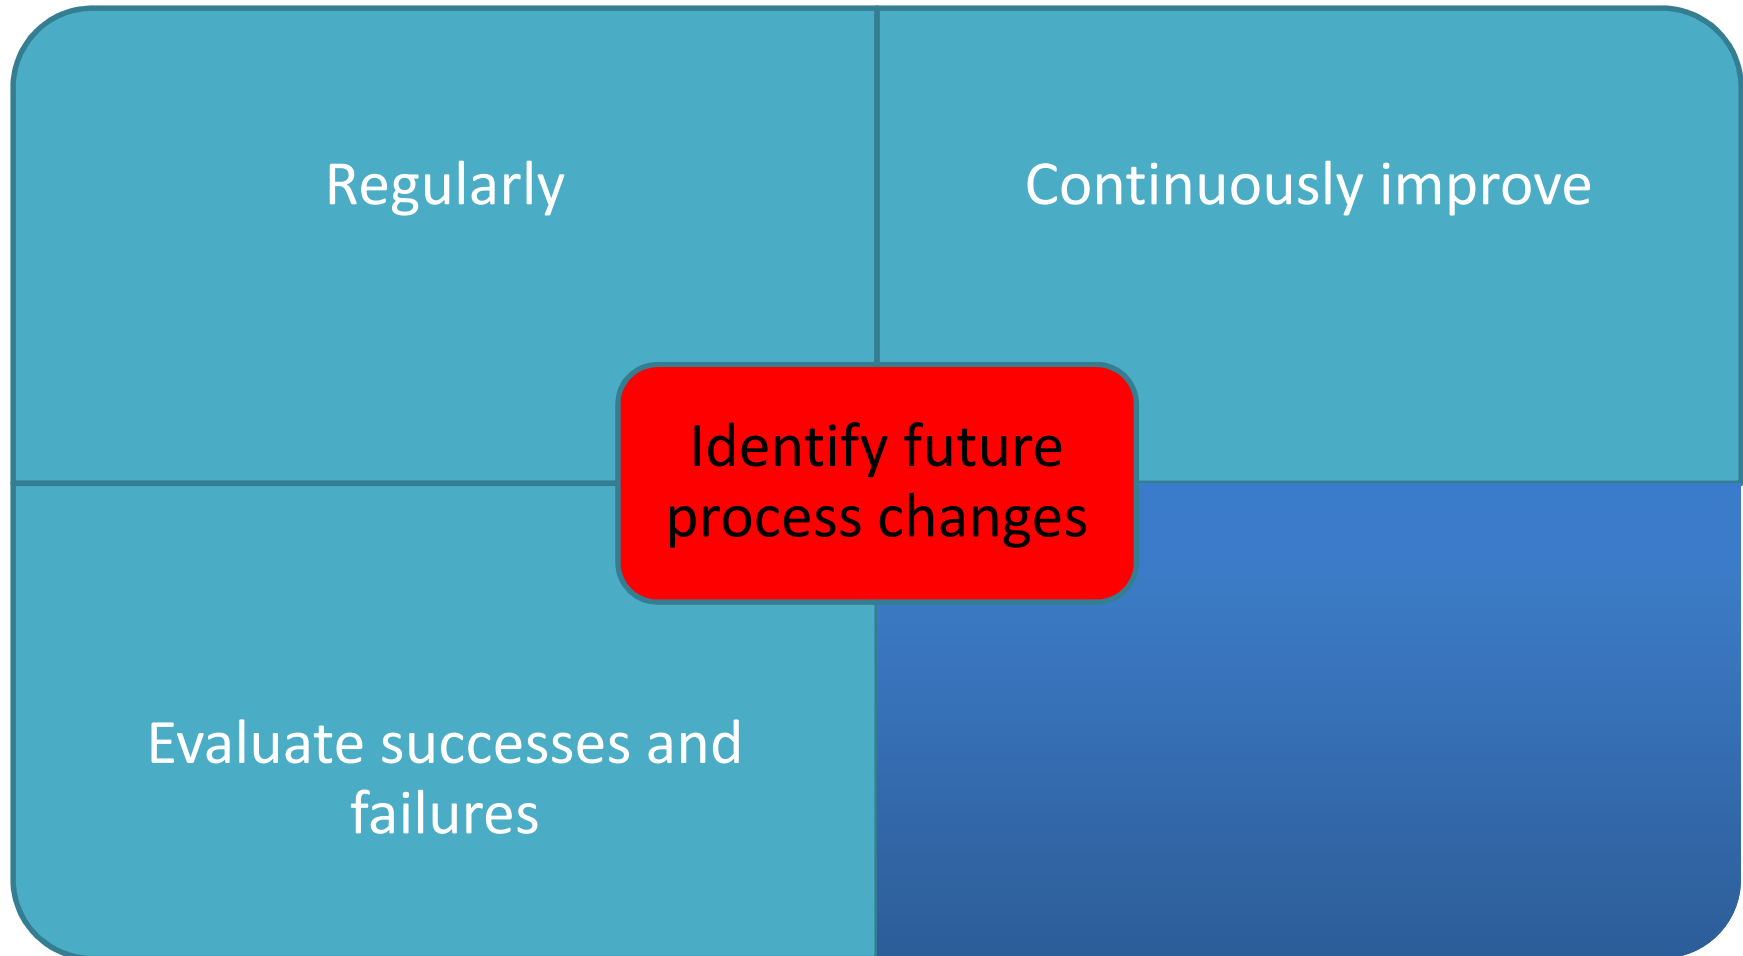 Regularly
Continuously improve
Identify future
process changes
Evaluate successes and
failures